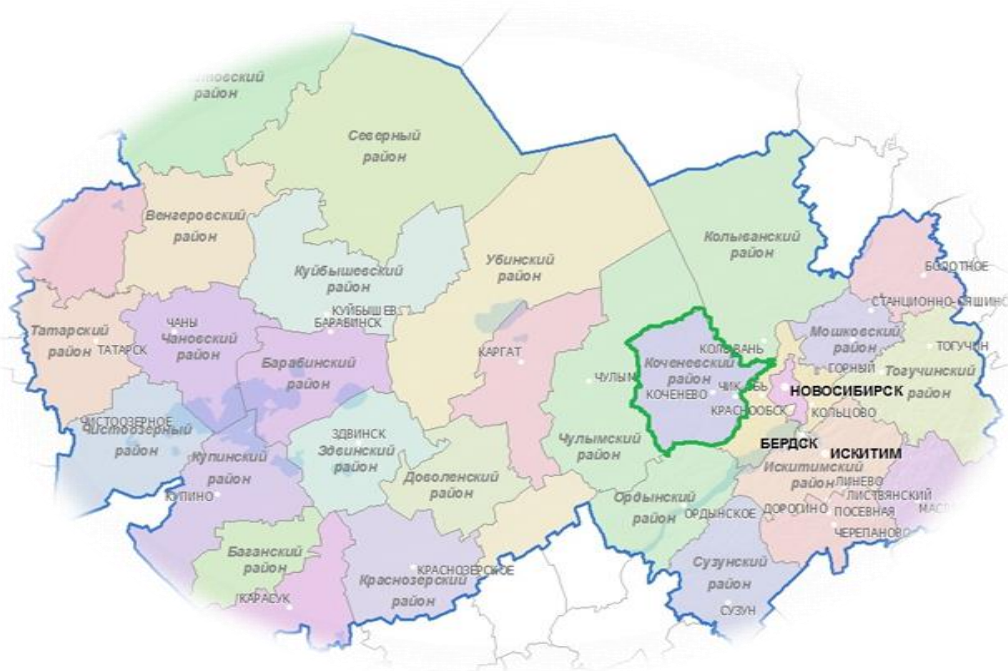 район
Северный
район
Венгеровский
район
Колыванский
район
Убинский
район
Куйбышевский
район
КУЙБЫШЕВ
БАРАБИНСК
БОЛОТНОЕ
Татарский
район
ТАТАРСК
ЧАНЫ
Чановский
район
Барабинский
район
КАРГАТ
ЧУЛЫМ
КОЛЫВАНЬ
Коченевский
район
КОЧЕНЕВО
КРАСНООБСК
Мошковский
район
ГОРНЫЙ
ТОГУЧИН
Тогучинский
район
НОВОСИБИРСК
КОЛЬЦОВО
ЧИСТООЗЕРНОЕ
Чистоозерный
район
Купинский
район
КУПИНО
ЗДВИНСК
Здвинский
район
Доволенский
район
Чулымский
район
БЕРДСК
ИСКИТИМ
Искитимский
район
ЛИНЕВО
ЛИСТВЯНСКИЙ
Ордынский
район
ОРДЫНСКОЕ
ДОРОГИНО
ПОСЕВНАЯ
ЧЕРЕПАНОВО
Баганский
район
КАРАСУК
Краснозерский
район
КРАСНОЗЕРСКОЕ
Сузунский
район
СУЗУН